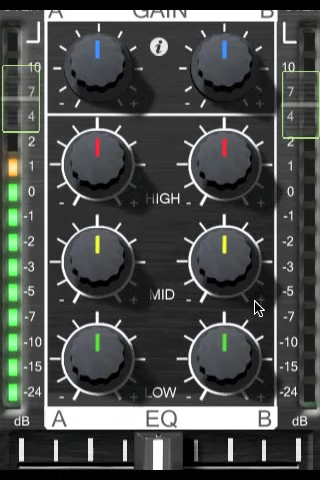 A GAIN B
i
10 10
7 7
4 4
2 2
1 1
0 0
-1 -1
HIGH
-2 -2
-3 -3
-5 -5
MID
-7 -7
-10 -10
-15 -15
-24 -24
LOW
dB A EQ B dB